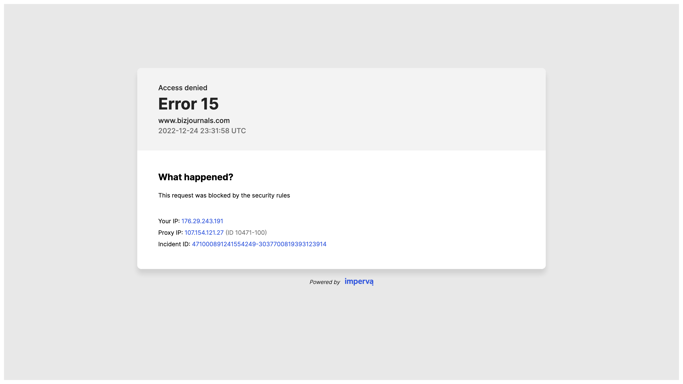 Access denied
Error 15
www.bizjournals.com
2022-12-24 23:31:58 UTC
What happened?
This request was blocked by the security rules
Your IP: 176.29.243.191
Proxy IP: 107.154.121.27 (ID 10471-100)
Incident ID: 471000891241554249-3037700819393123914
Powered by imperva